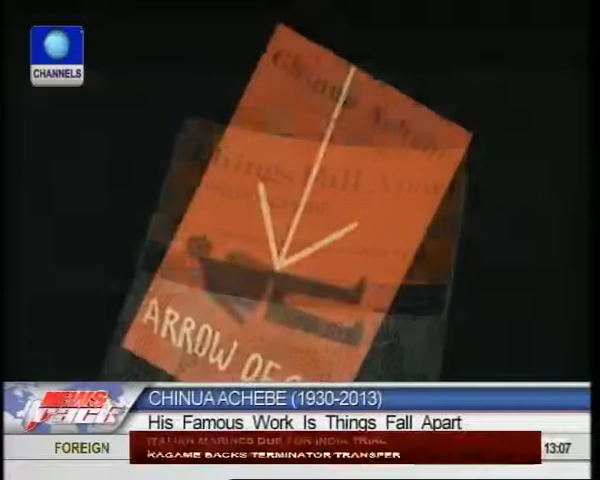 CHANNELS
Chinua Achebe
Things Fall Apart
ARROW OF
NEWS
Track
CHINUA ACHEBE (1930-2013)
His Famous Work Is Things Fall Apart
FOREIGN
ITALIAN MARINES DUE FOR INDIA TRIAL
KAGAME BACKS TERMINATOR TRANSFER
13:07